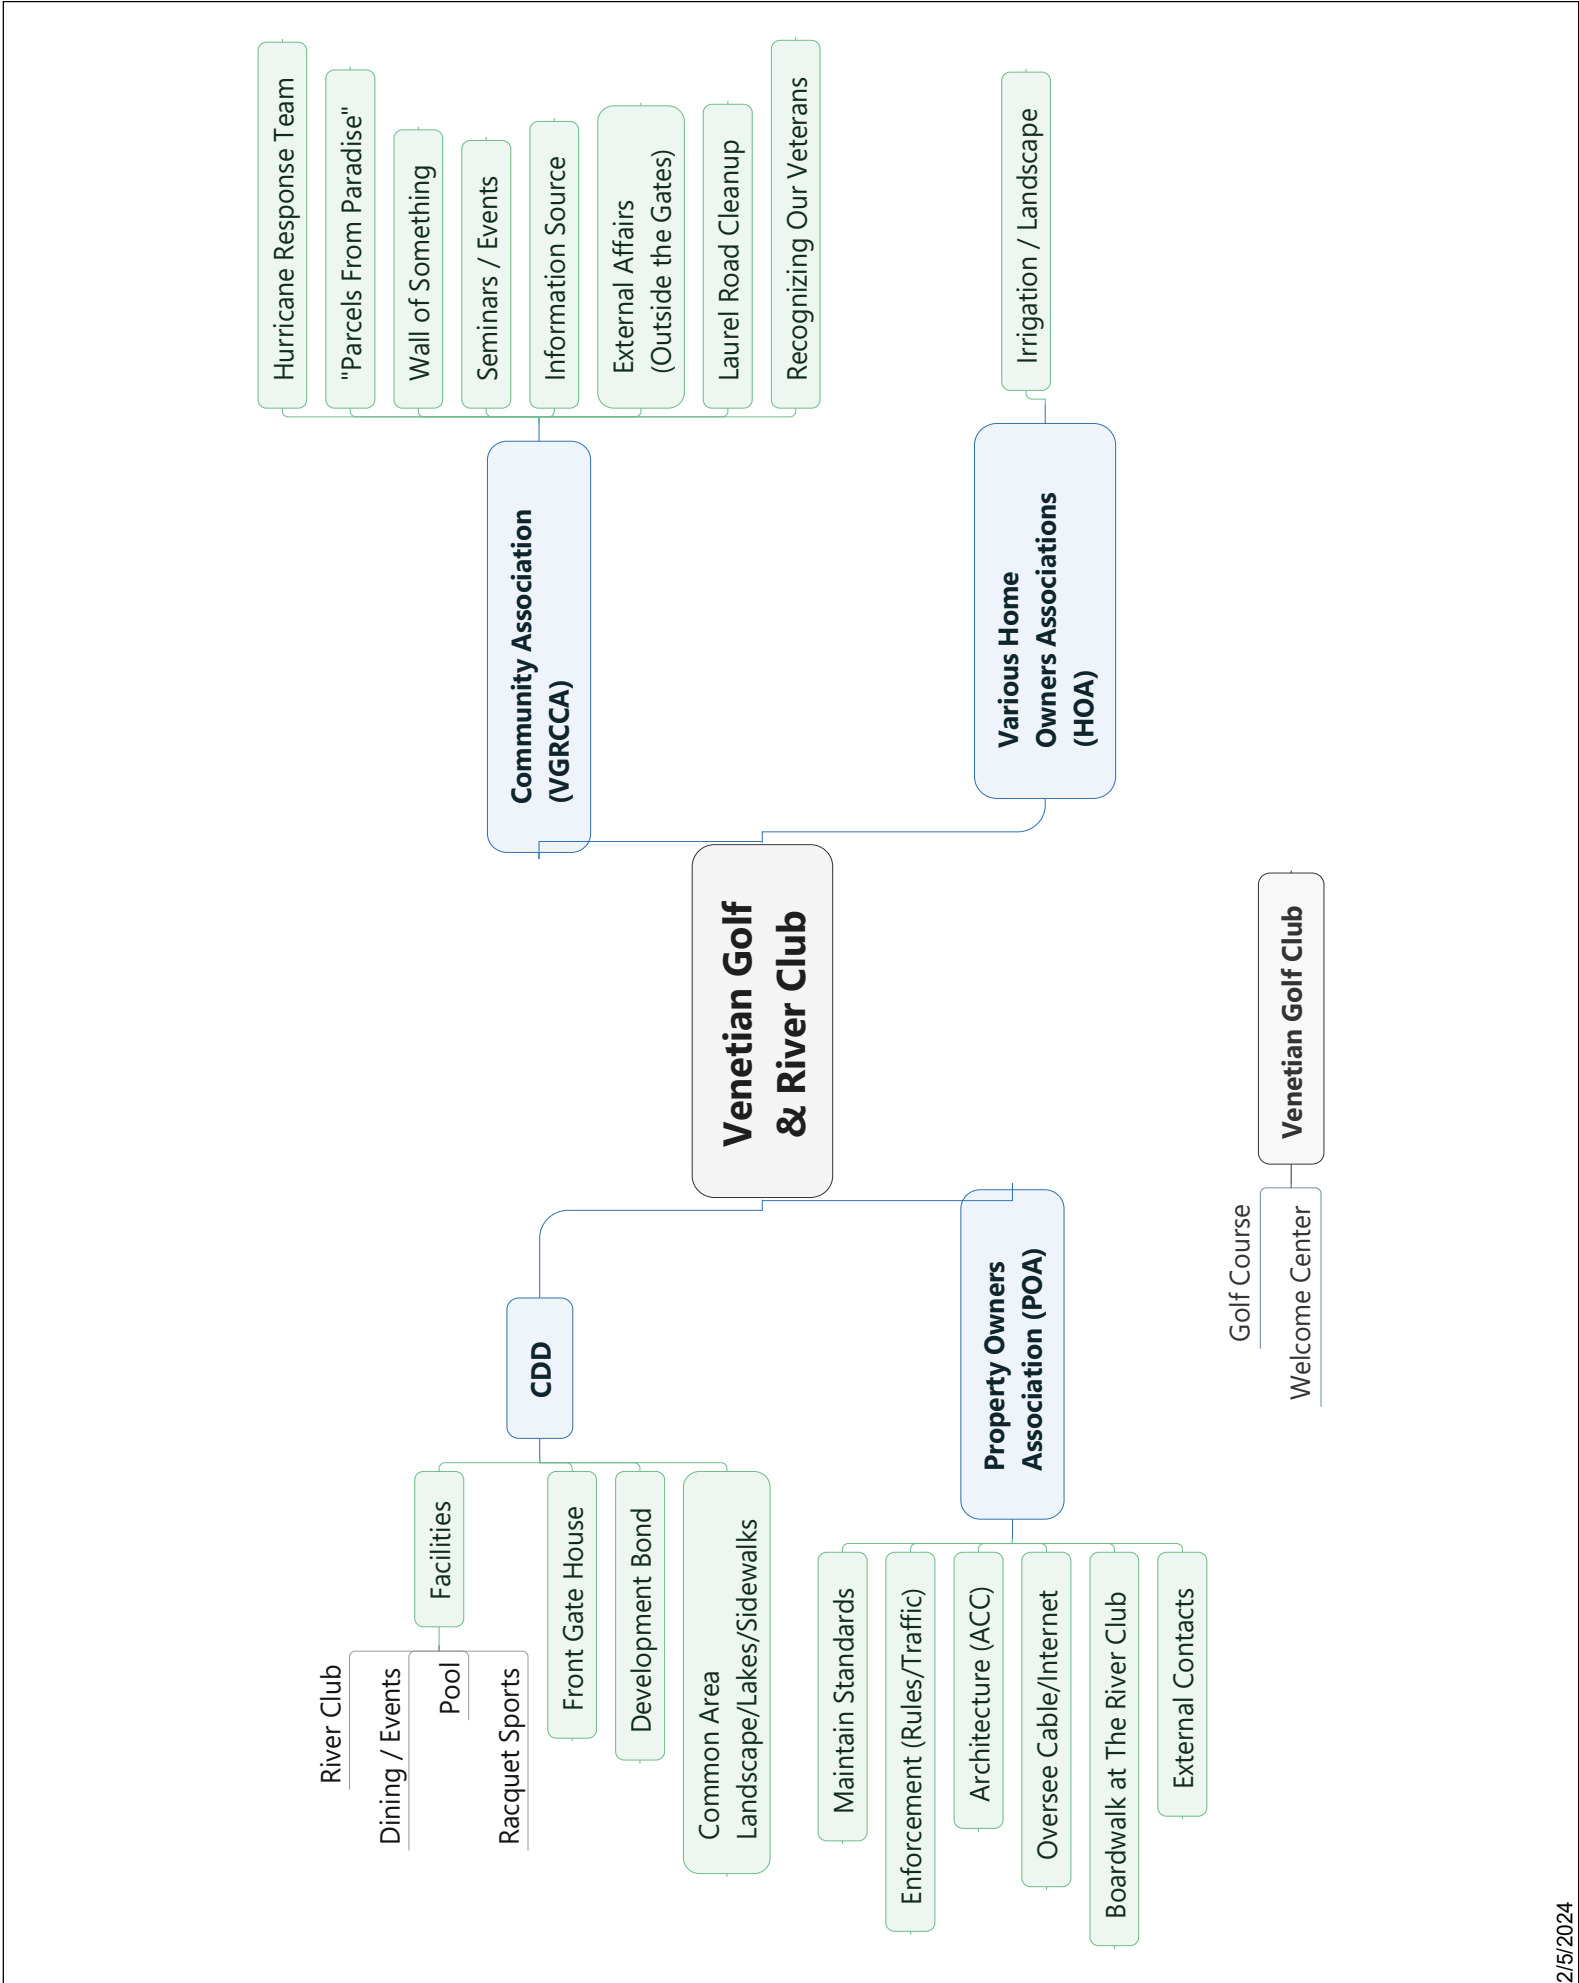 Venetian Golf
& River Club
CDD
Facilities
River Club
Dining / Events
Pool
Racquet Sports
Front Gate House
Development Bond
Common Area
Landscape/Lakes/Sidewalks
Property Owners
Association (POA)
Maintain Standards
Enforcement (Rules/Traffic)
Architecture (ACC)
Oversee Cable/Internet
Boardwalk at The River Club
External Contacts
Community Association
(VGRCCA)
Hurricane Response Team
"Parcels From Paradise"
Wall of Something
Seminars / Events
Information Source
External Affairs
(Outside the Gates)
Laurel Road Cleanup
Recognizing Our Veterans
Various Home
Owners Associations
(HOA)
Irrigation / Landscape
Venetian Golf Club
Golf Course
Welcome Center
2/5/2024